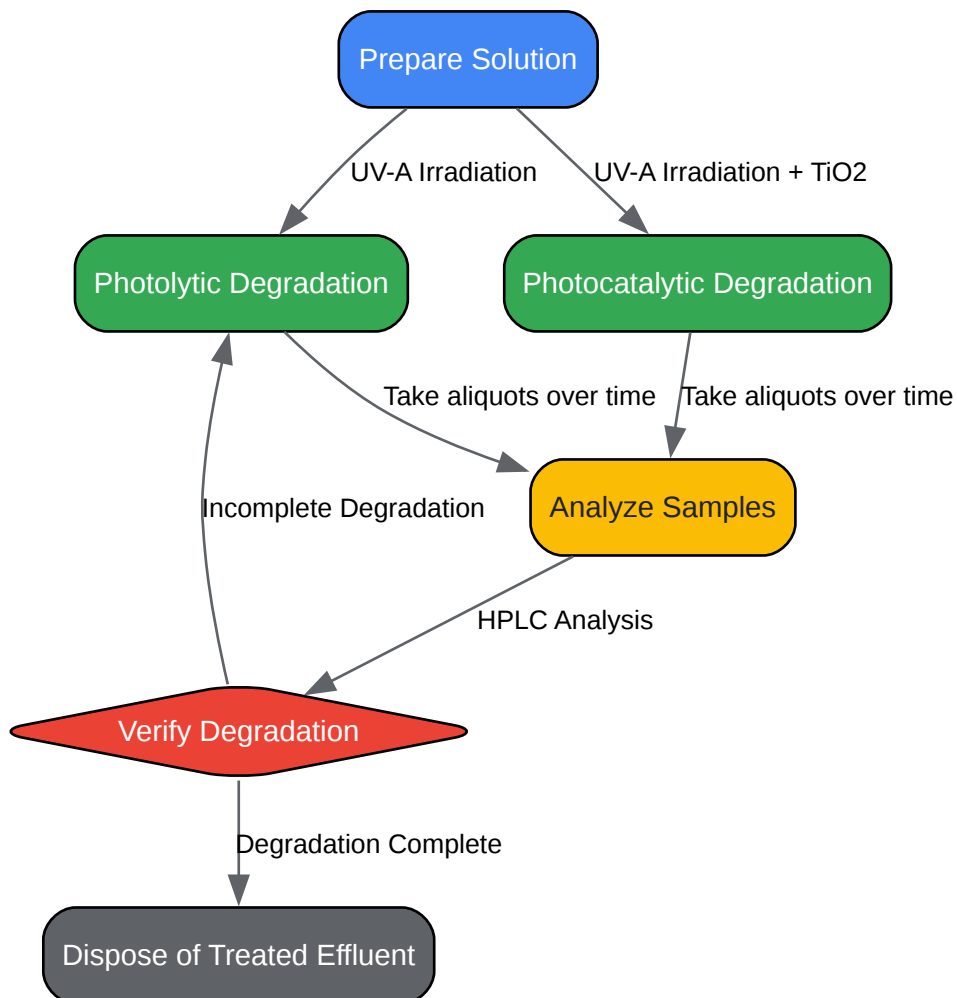 Prepare Solution
UV-A Irradiation
UV-A Irradiation + TiO2
Photolytic Degradation
Photocatalytic Degradation
Take aliquots over time
Take aliquots over time
Incomplete Degradation
Analyze Samples
HPLC Analysis
Verify Degradation
Degradation Complete
Dispose of Treated Effluent